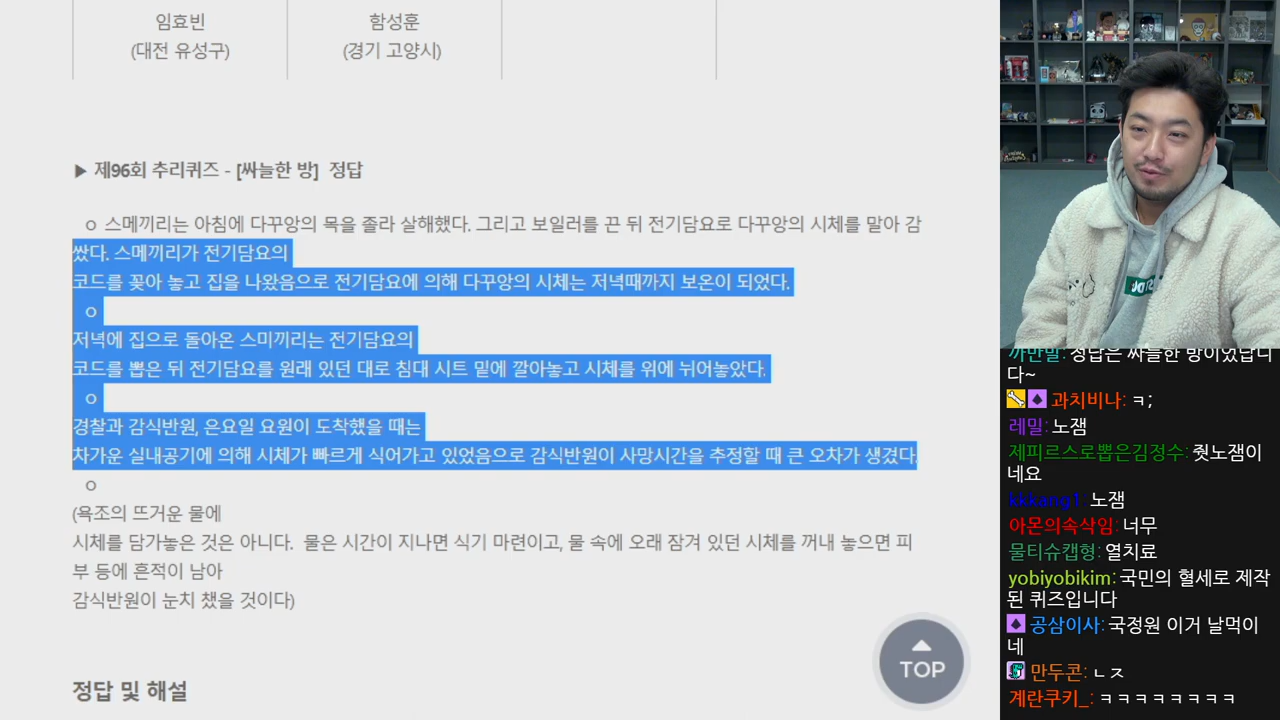 임효빈
(대전 유성구)
함성훈
(경기 고양시)
▶ 제96회 추리퀴즈 - [싸늘한 방]  정답
ㅇ 스메끼리는 아침에 다꾸앙의 목을 졸라 살해했다. 그리고 보일러를 끈 뒤 전기담요로 다꾸앙의 시체를 말아 감
쌌다. 스메끼리가 전기담요의
코드를 꽂아 놓고 집을 나왔음으로 전기담요에 의해 다꾸앙의 시체는 저녁때까지 보온이 되었다.
ㅇ
저녁에 집으로 돌아온 스미끼리는 전기담요의
코드를 뽑은 뒤 전기담요를 원래 있던 대로 침대 시트 밑에 깔아놓고 시체를 위에 뉘어놓았다.
ㅇ
경찰과 감식반원, 은요일 요원이 도착했을 때는
차가운 실내공기에 의해 시체가 빠르게 식어가고 있었음으로 감식반원이 사망시간을 추정할 때 큰 오차가 생겼다.
ㅇ
(욕조의 뜨거운 물에
시체를 담가놓은 것은 아니다.  물은 시간이 지나면 식기 마련이고, 물 속에 오래 잠겨 있던 시체를 꺼내 놓으면 피
부 등에 흔적이 남아
감식반원이 눈치 챘을 것이다)
TOP
정답 및 해설
까만밀: 정답은 싸늘한 방이었답니
다~
과치비나: ㅋ;
레밀: 노잼
제피르스로뽑은김정수: 줫노잼이
네요
kkkang1: 노잼
아몬의속삭임: 너무
물티슈캡형: 열치료
yobiyobikim: 국민의 혈세로 제작
된 퀴즈입니다
공삼이사: 국정원 이거 날먹이
네
만두콘: ㄴㅈ
계란쿠키_: ㅋㅋㅋㅋㅋㅋㅋㅋ